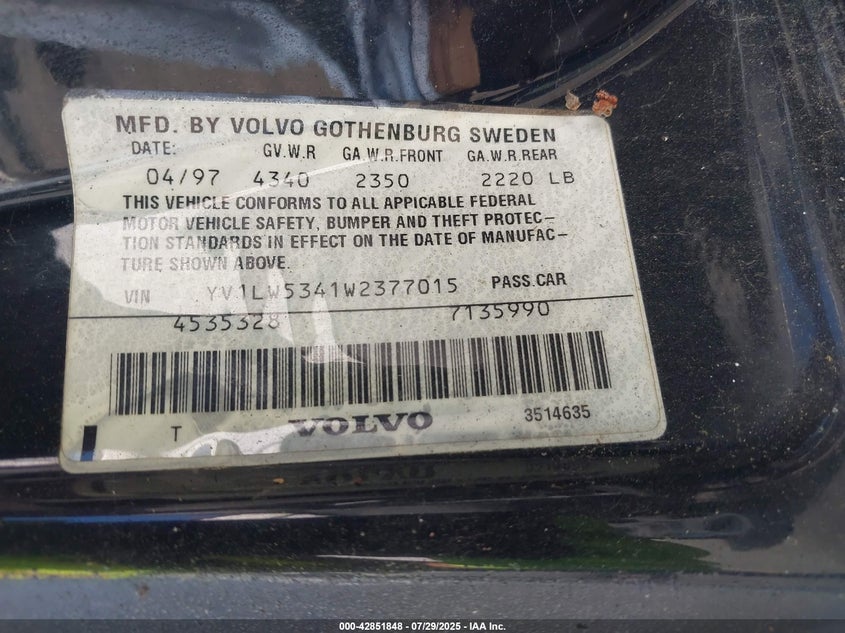 MFD. BY VOLVO GOTHENBURG SWEDEN
DATE: GV.W.R GA.W.R.FRONT GA.W.R.REAR
04/97 4340 2350 2220 LB
THIS VEHICLE CONFORMS TO ALL APPICABLE FEDERAL
MOTOR VEHICLE SAFETY, BUMPER AND THEFT PROTEC-
TION STANDARDS IN EFFECT ON THE DATE OF MANUFAC-
TURE SHOWN ABOVE.
VIN YV1LW5341W2377015 PASS.CAR
4535328 7135990
T VOLVO 3514635
000-42851848 - 07/29/2025 - IAA Inc.